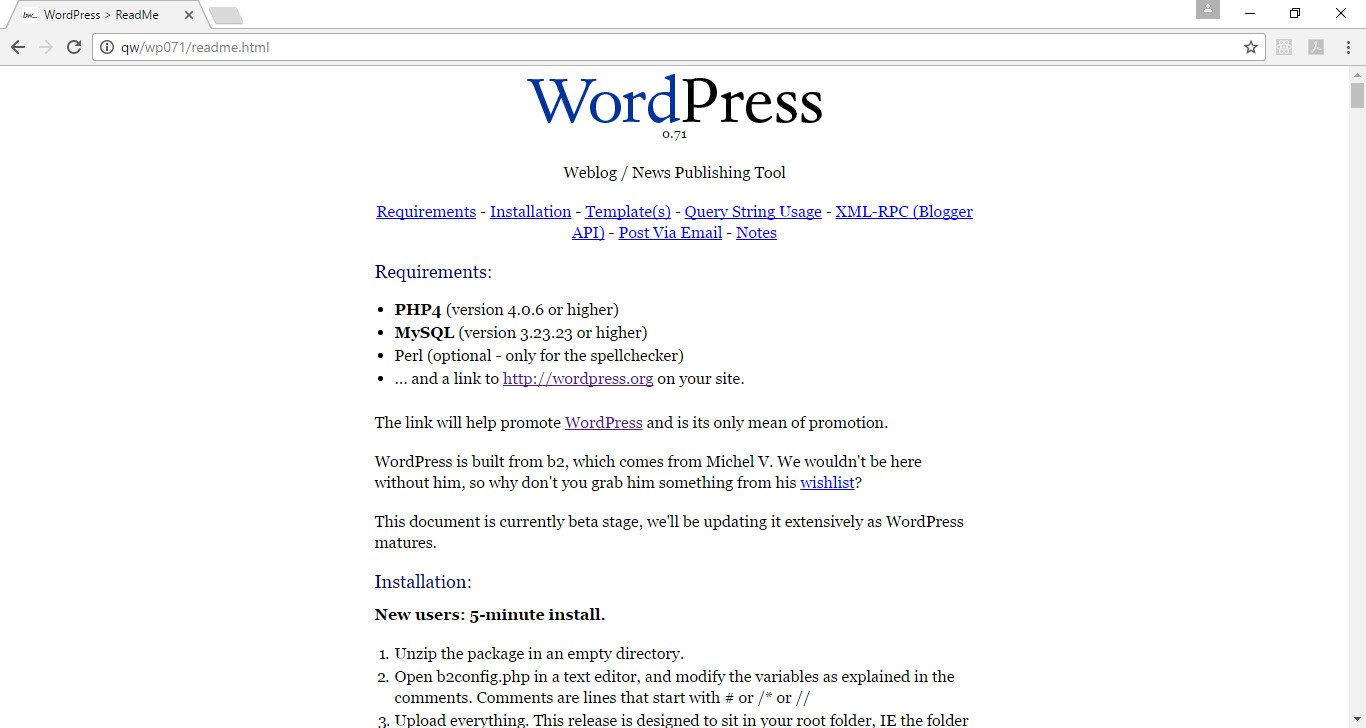 bw_ WordPress > ReadMe
qw/wp071/readme.html
WordPress
0.71
Weblog / News Publishing Tool
Requirements - Installation - Template(s) - Query String Usage - XML-RPC (Blogger
API) - Post Via Email - Notes
Requirements:
• PHP4 (version 4.0.6 or higher)
• MySQL (version 3.23.23 or higher)
• Perl (optional - only for the spellchecker)
• ... and a link to http://wordpress.org on your site.
The link will help promote WordPress and is its only mean of promotion.
WordPress is built from b2, which comes from Michel V. We wouldn't be here
without him, so why don't you grab him something from his wishlist?
This document is currently beta stage, we'll be updating it extensively as WordPress
matures.
Installation:
New users: 5-minute install.
1. Unzip the package in an empty directory.
2. Open b2config.php in a text editor, and modify the variables as explained in the
comments. Comments are lines that start with # or /* or //
3. Upload everything. This release is designed to sit in your root folder, IE the folder